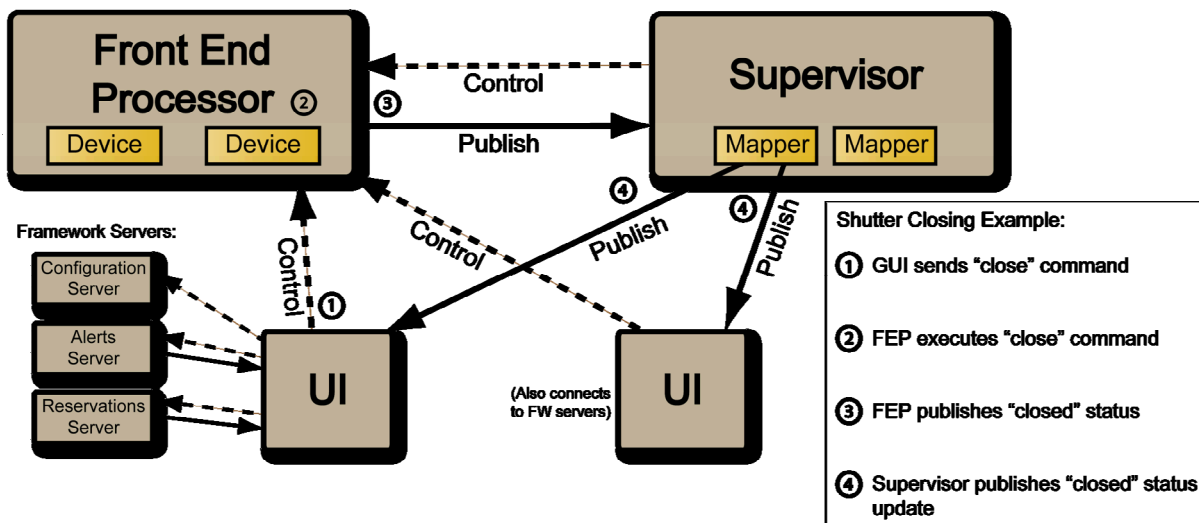 Front End
Processor ②
Device
Device
Control
③
Publish
Supervisor
Mapper
Mapper
④
Publish
④
Publish
Control
Control
①
Framework Servers:
Configuration
Server
Alerts
Server
Reservations
Server
UI
(Also connects
to FW servers)
UI
Shutter Closing Example:
① GUI sends “close” command
② FEP executes “close” command
③ FEP publishes “closed” status
④ Supervisor publishes “closed” status
update